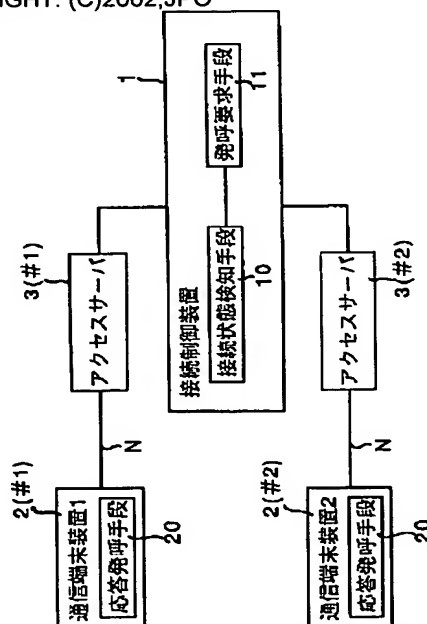 IGHT: (C)2002,JPO
1
接続制御装置
発呼要求手段
11
接続状態検知手段
10
3(#1)
アクセスサーバ
3(#2)
アクセスサーバ
N
N
2(#1)
通信端末装置1
応答発呼手段
20
2(#2)
通信端末装置2
応答発呼手段
20